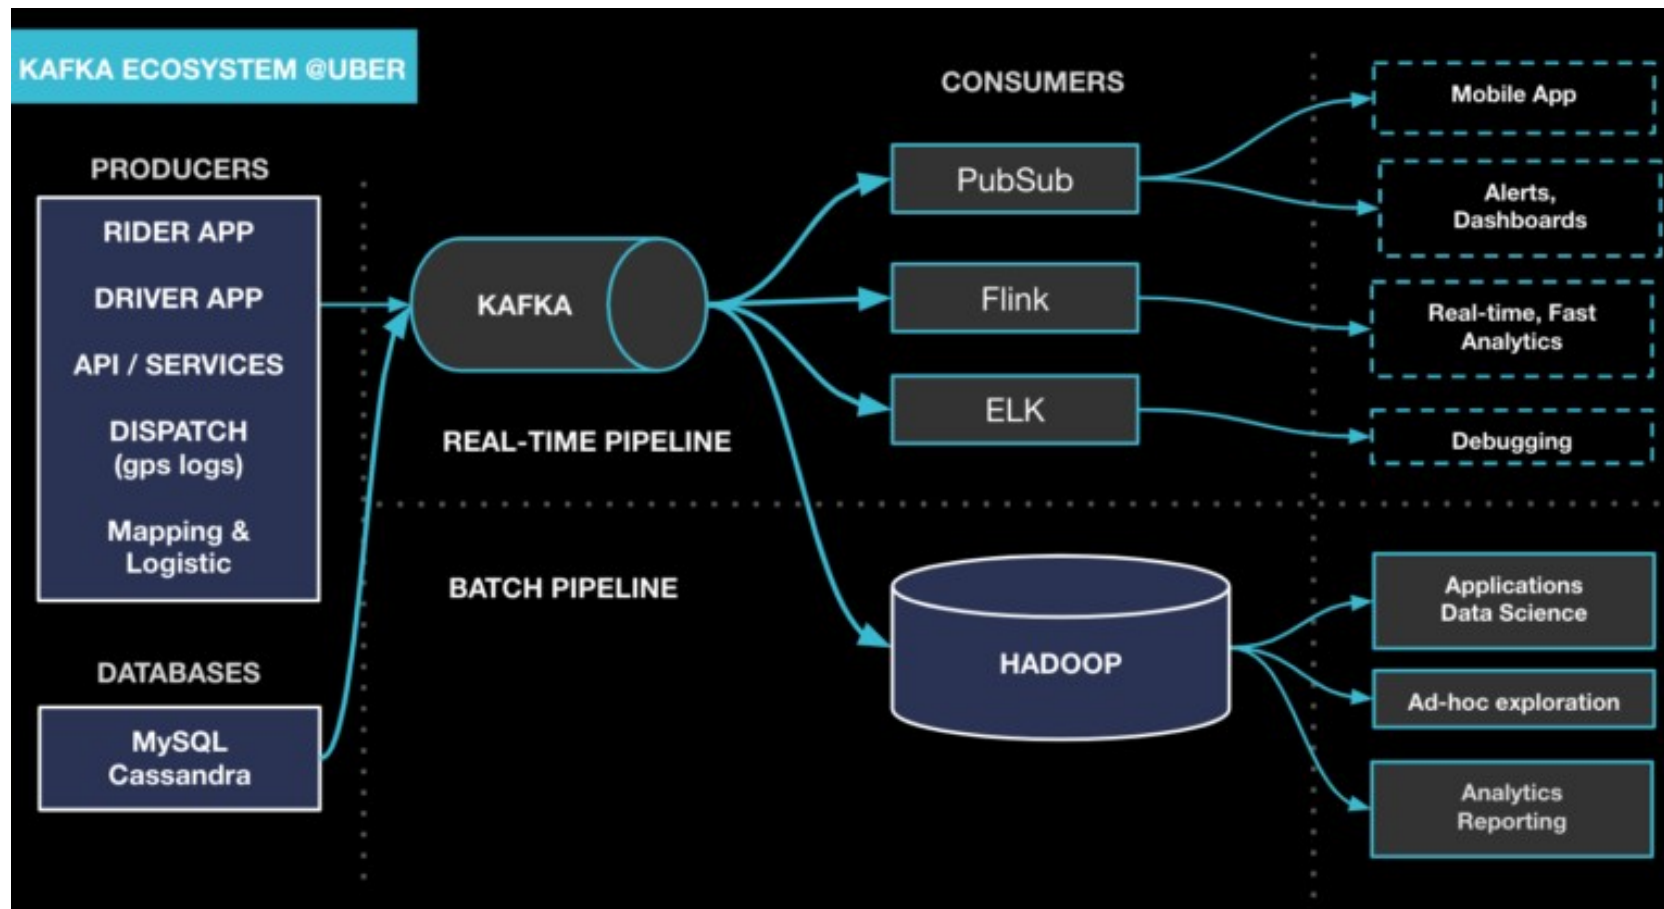 KAFKA ECOSYSTEM @UBER
PRODUCERS
RIDER APP
DRIVER APP
API / SERVICES
DISPATCH
(gps logs)
Mapping &
Logistic
DATABASES
MySQL
Cassandra
KAFKA
REAL-TIME PIPELINE
BATCH PIPELINE
CONSUMERS
PubSub
Flink
ELK
HADOOP
Mobile App
Alerts,
Dashboards
Real-time, Fast
Analytics
Debugging
Applications
Data Science
Ad-hoc exploration
Analytics
Reporting